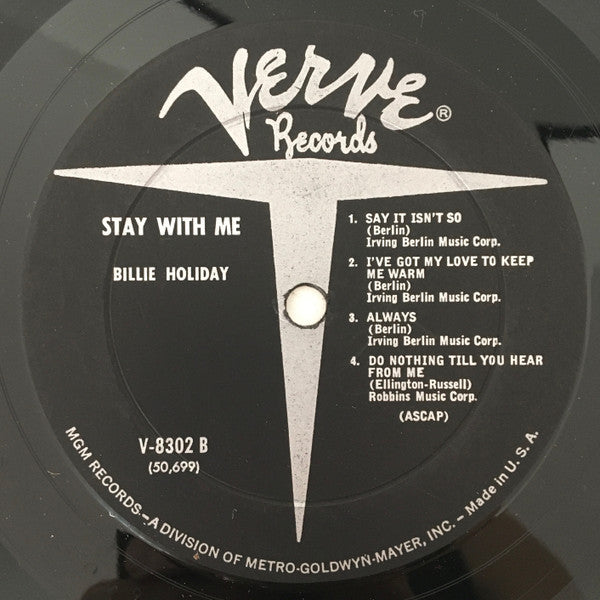 Verve®
Records
STAY WITH ME
BILLIE HOLIDAY
1. SAY IT ISN'T SO
(Berlin)
Irving Berlin Music Corp.
2. I'VE GOT MY LOVE TO KEEP
ME WARM
(Berlin)
Irving Berlin Music Corp.
3. ALWAYS
(Berlin)
Irving Berlin Music Corp.
4. DO NOTHING TILL YOU HEAR
FROM ME
(Ellington-Russell)
Robbins Music Corp.
(ASCAP)
V-8302 B
(50,699)
MGM RECORDS—A DIVISION OF METRO-GOLDWYN-MAYER, INC. – Made in U. S. A.